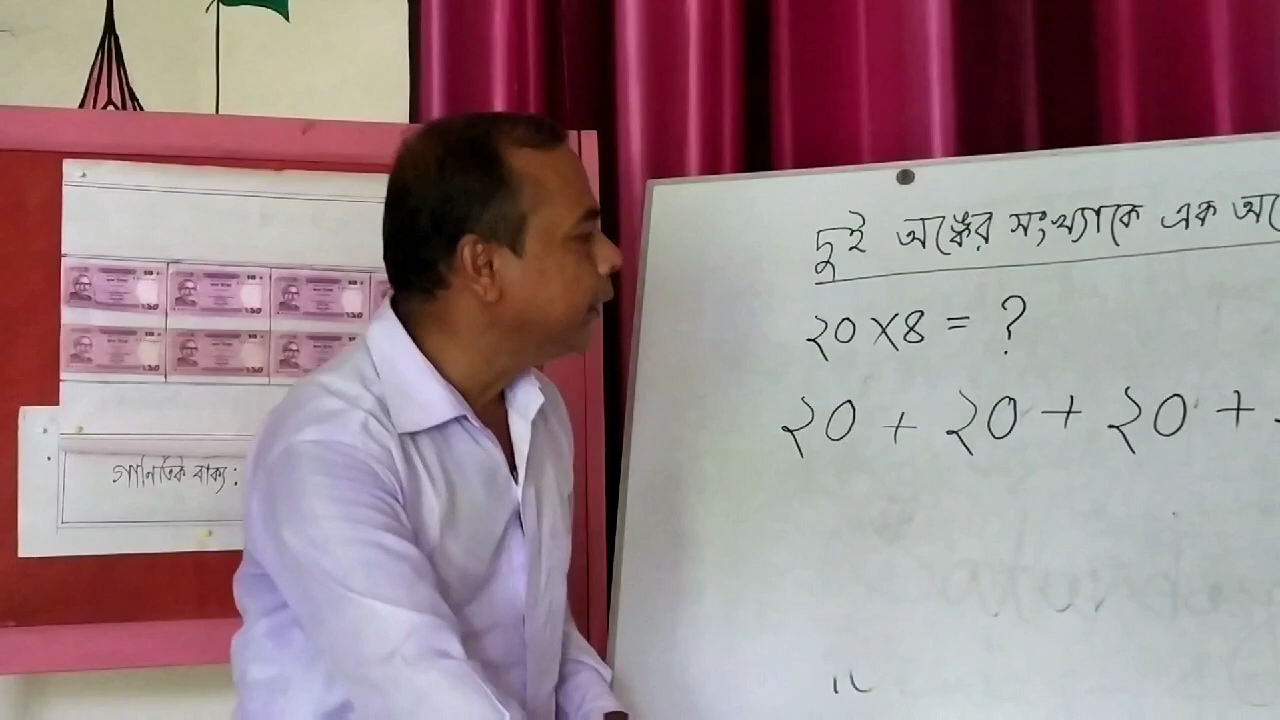 দুই অঙ্কের সংখ্যাকে এক
২০ X ৪ = ?
২০ + ২০ + ২০ +
গাণিতিক বাক্য :